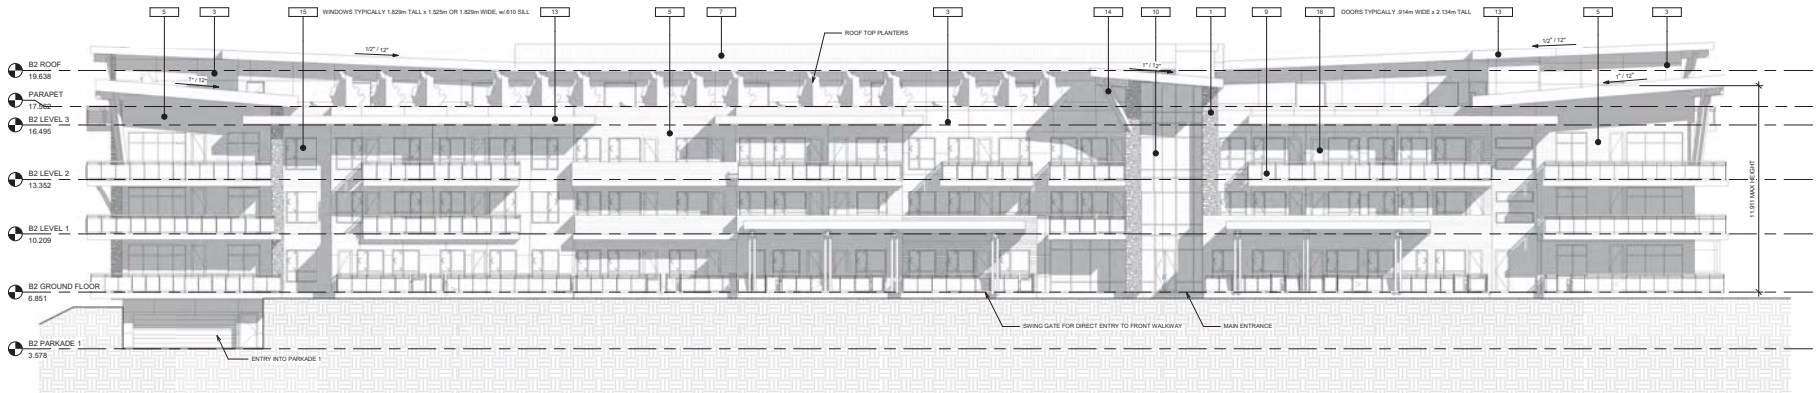 5
3
15
WINDOWS TYPICALLY 1.829m TALL x 1.525m OR 1.829m WIDE, w/.610 SILL
13
5
7
3
14
10
1
9
16
DOORS TYPICALLY .914m WIDE x 2.134m TALL
13
5
3
ROOF TOP PLANTERS
1/2" / 12"
1/2" / 12"
B2 ROOF
19.638
1" / 12"
1" / 12"
1" / 12"
PARAPET
B2 LEVEL 3
16.495
B2 LEVEL 2
13.352
11.911 MAX HEIGHT
B2 LEVEL 1
10.209
B2 GROUND FLOOR
6.851
SWING GATE FOR DIRECT ENTRY TO FRONT WALKWAY
MAIN ENTRANCE
B2 PARKADE 1
3.578
ENTRY INTO PARKADE 1